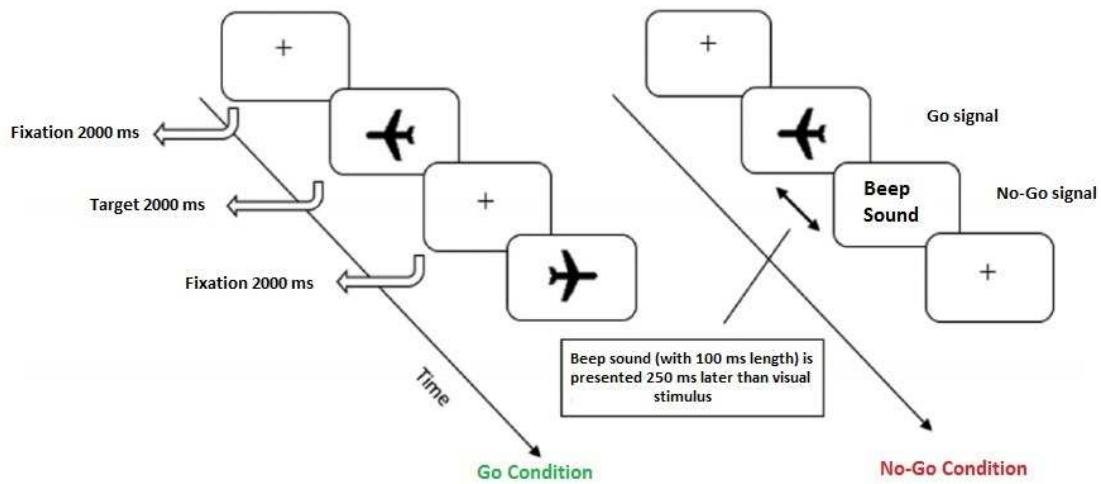 Fixation 2000 ms
Target 2000 ms
Fixation 2000 ms
Time
Go Condition
Go signal
Beep
Sound
No-Go signal
Beep sound (with 100 ms length) is
presented 250 ms later than visual
stimulus
No-Go Condition